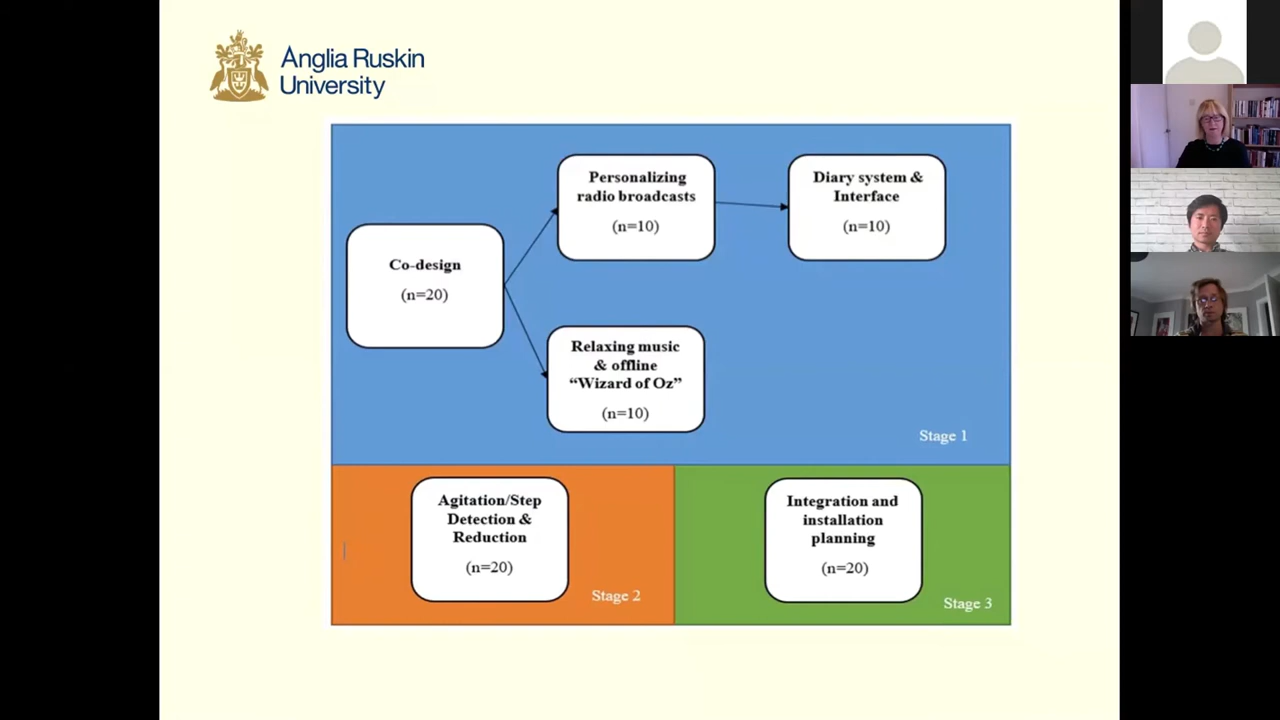 Anglia Ruskin
University
Co-design
(n=20)
Personalizing
radio broadcasts
(n=10)
Diary system &
Interface
(n=10)
Relaxing music
& offline
“Wizard of Oz”
(n=10)
Stage 1
Agitation/Step
Detection &
Reduction
(n=20)
Stage 2
Integration and
installation
planning
(n=20)
Stage 3